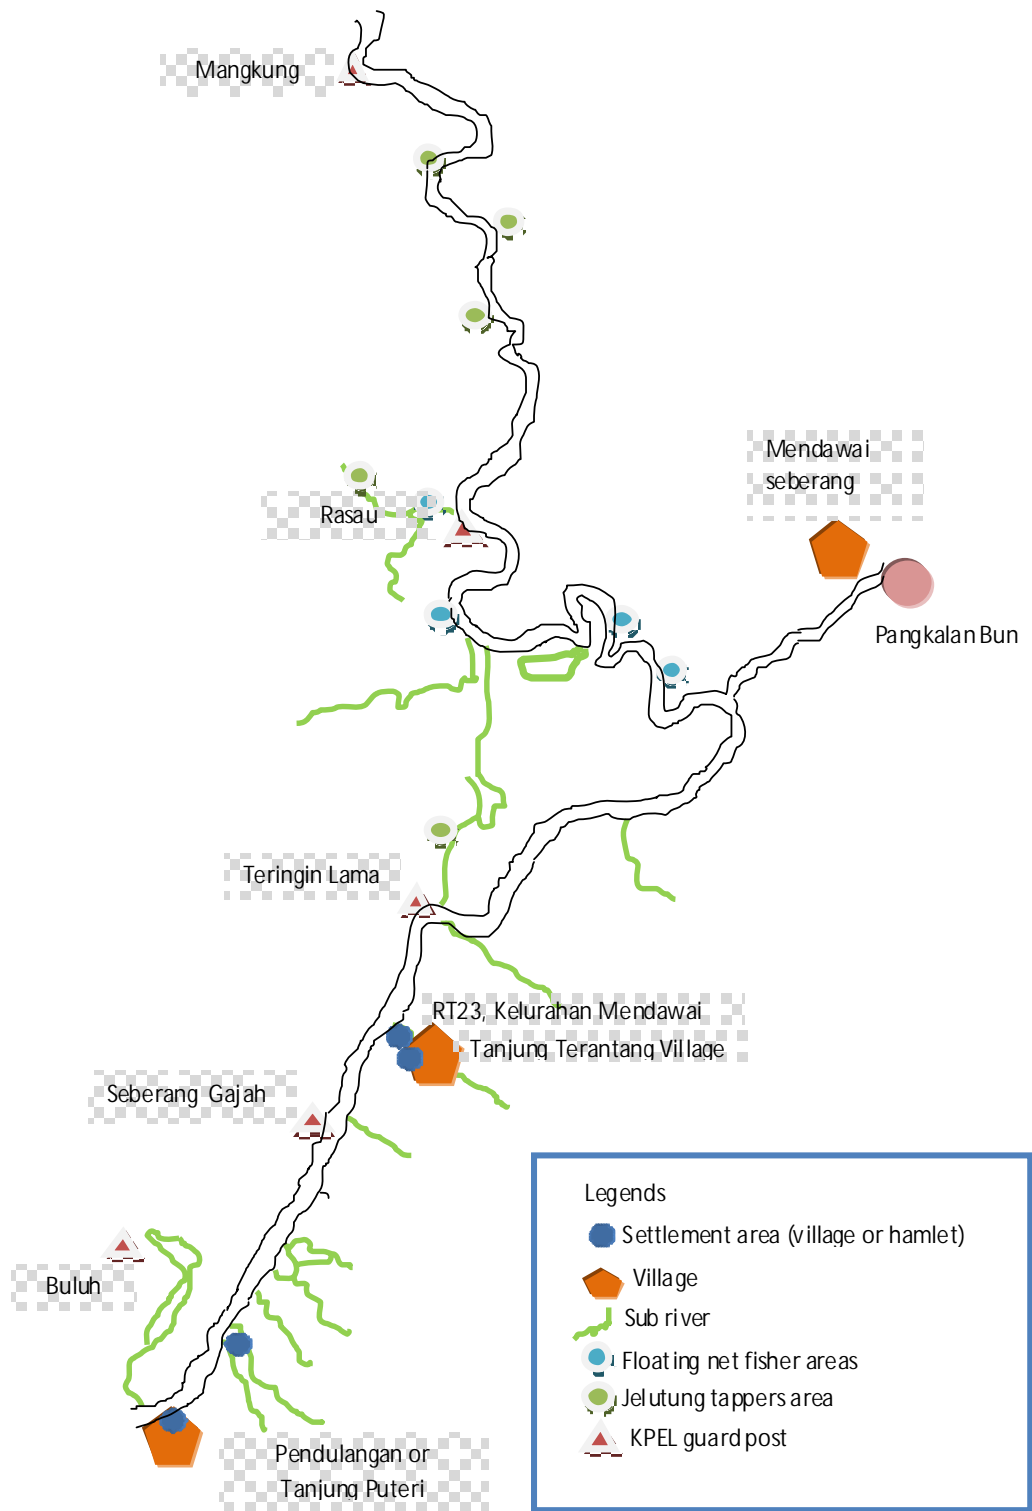 Mangkung
Mendawai
seberang
Rasau
Pangkalan Bun
Teringin Lama
RT23, Kelurahan Mendawai
Tanjung Terantang Village
Seberang Gajah
Legends
Settlement area (village or hamlet)
Village
Sub river
Floating net fisher areas
Jelutung tappers area
KPEL guard post
Buluh
Pendulangan or
Tanjung Puteri